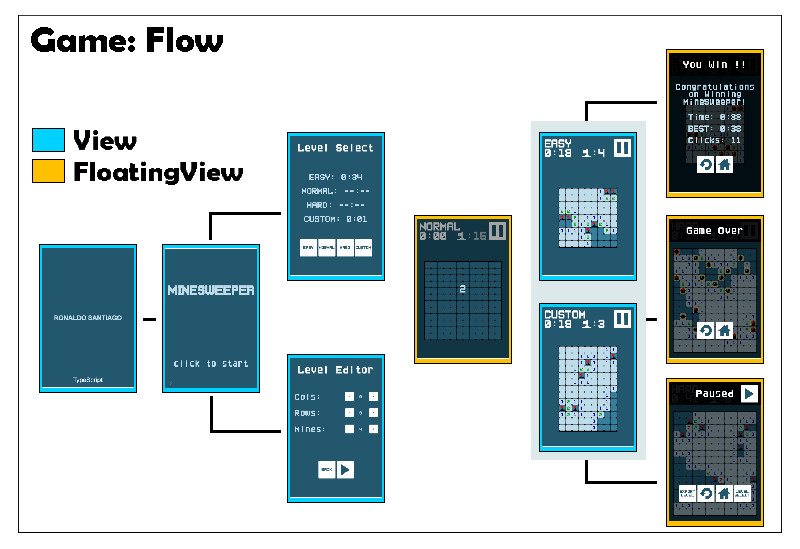 Game: Flow
View
FloatingView
RONALDO SANTIAGO
TypeScript
MINESWEEPER
click to start
Level Select
EASY: 0:34
NORMAL: --:--
HARD: --:--
CUSTOM: 0:01
EASY NORMAL HARD CUSTOM
Level Editor
Cols:
Rows:
Mines:
BACK
NORMAL
0:00 1:15
2
EASY
0:18 1:4
CUSTOM
0:19 1:3
You Win !!
Congratulations
on Winning
MineSweeper!
Time: 0:38
BEST: 0:38
Clicks: 11
Game Over
Paused